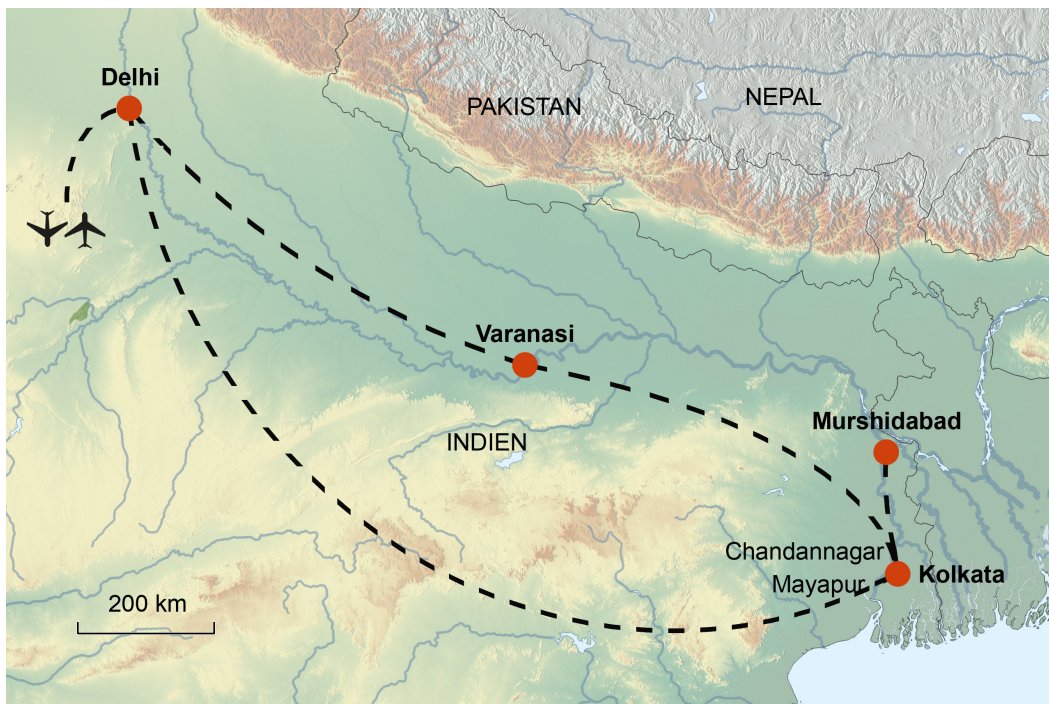 Delhi
PAKISTAN
NEPAL
Varanasi
Murshidabad
INDIEN
Chandannagar
Mayapur
Kolkata
200 km